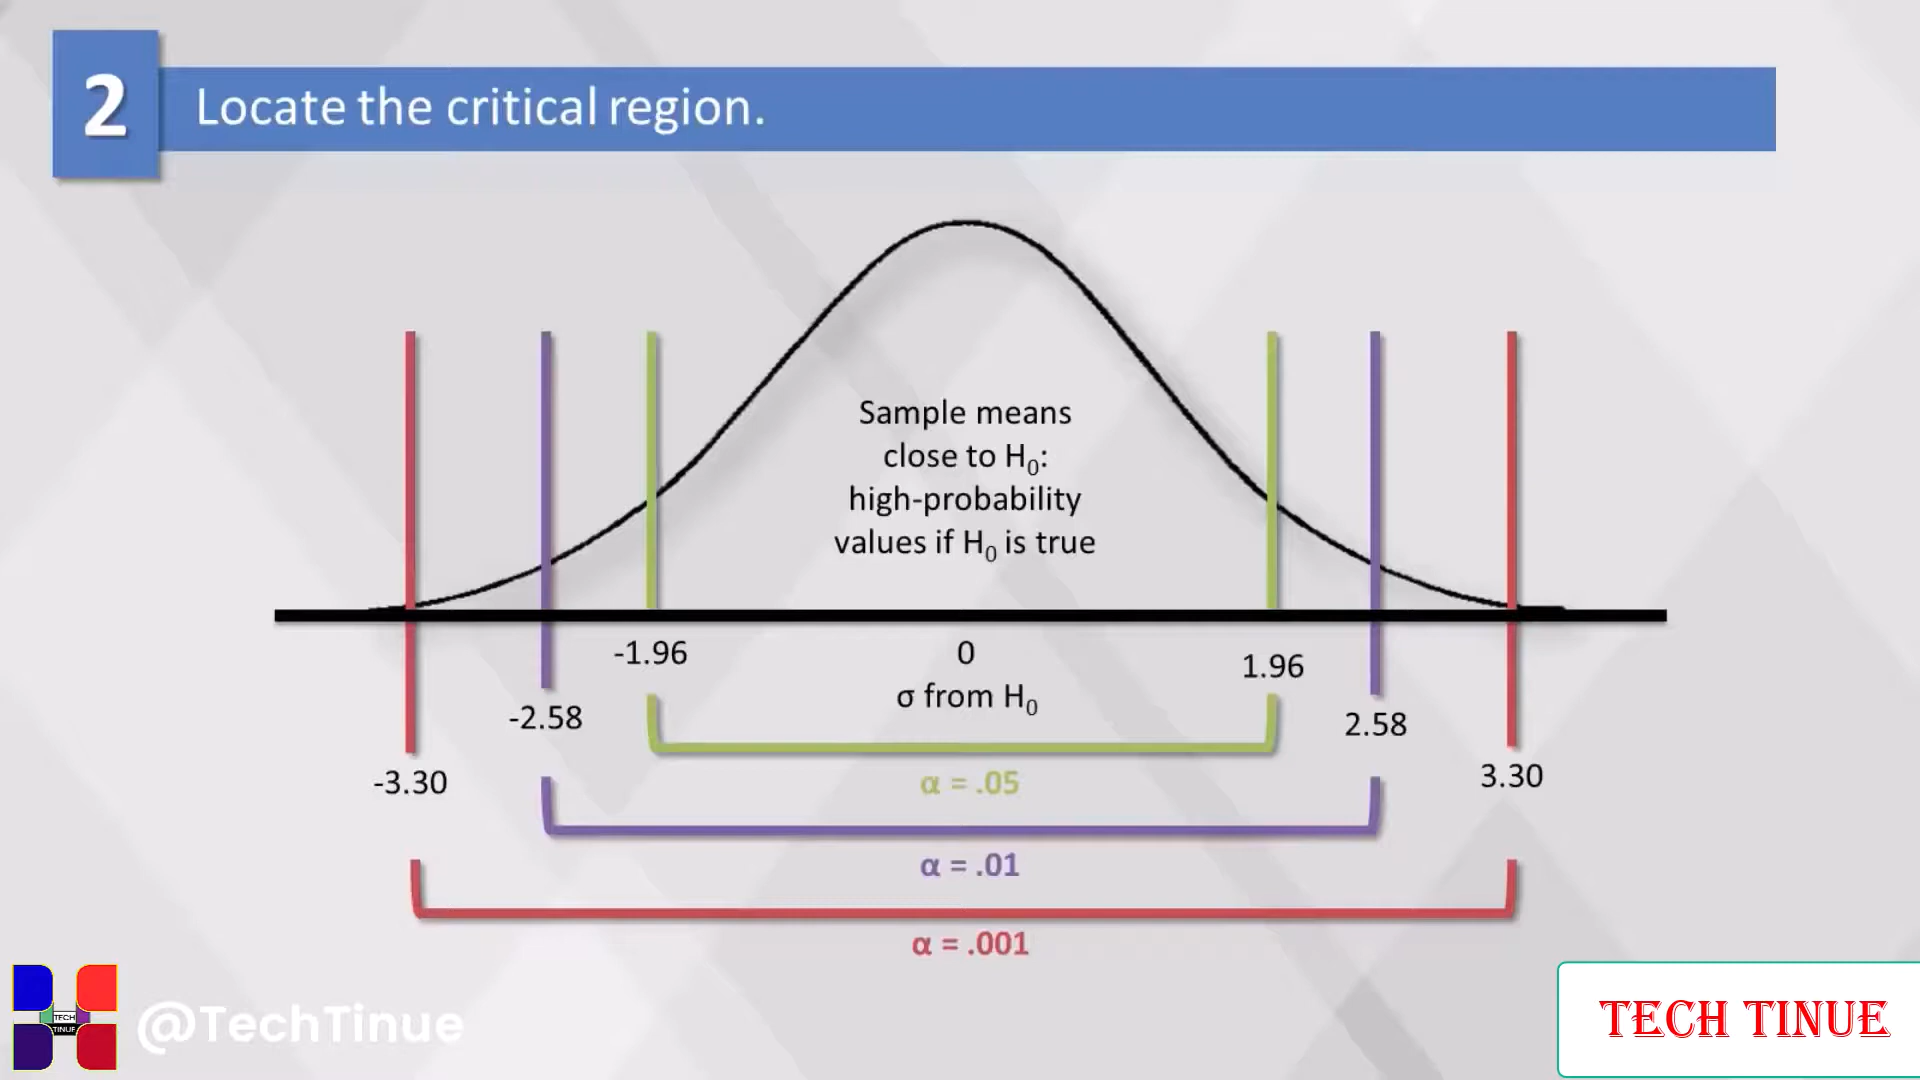 2
Locate the critical region.
Sample means
close to H₀:
high-probability
values if H₀ is true
-1.96
0
1.96
σ from H₀
-2.58
2.58
-3.30
3.30
α = .05
α = .01
α = .001
TECH
TINUE
@TechTinue
TECH TINUE